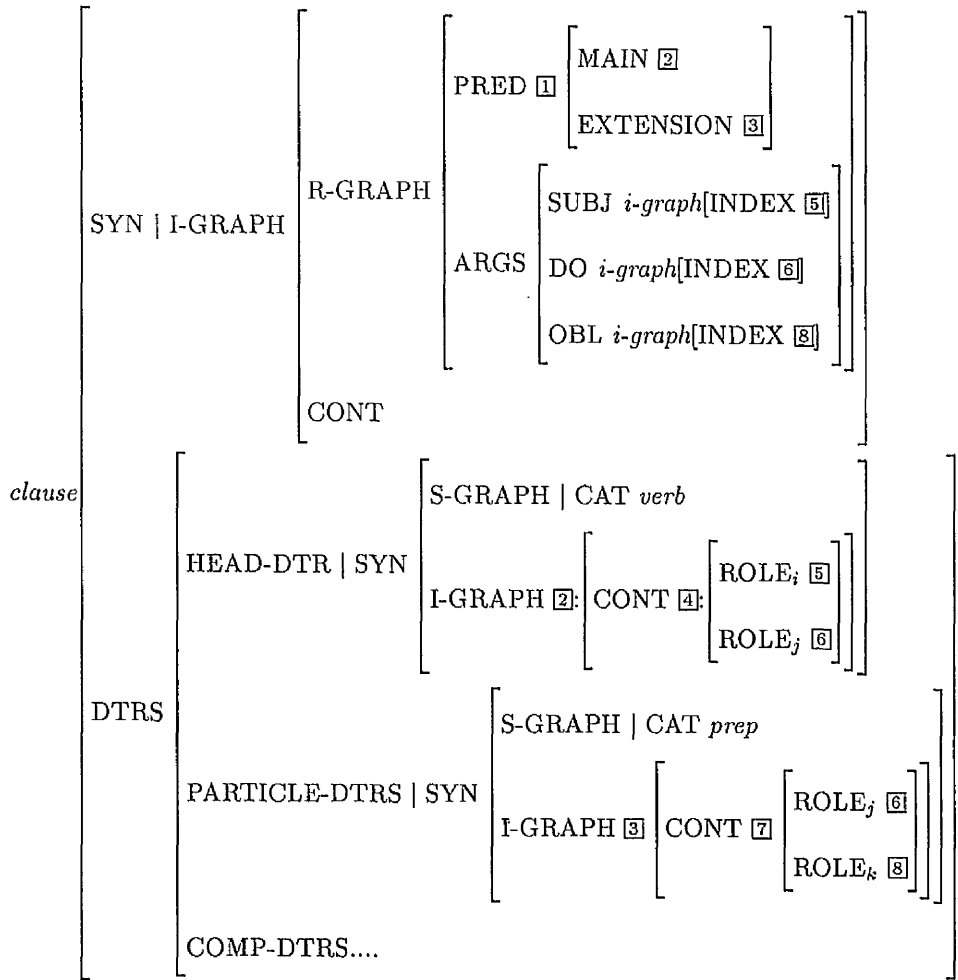 MAIN 2
PRED 1
EXTENSION 3
R-GRAPH
SUBJ i-graph[INDEX 5]
SYN | I-GRAPH
ARGS
DO i-graph[INDEX 6]
OBL i-graph[INDEX 8]
CONT
clause
S-GRAPH | CAT verb
HEAD-DTR | SYN
ROLEi 5
I-GRAPH 2: CONT 4:
ROLEj 6
DTRS
S-GRAPH | CAT prep
PARTICLE-DTRS | SYN
ROLEj 6
I-GRAPH 3 CONT 7
ROLEk 8
COMP-DTRS....